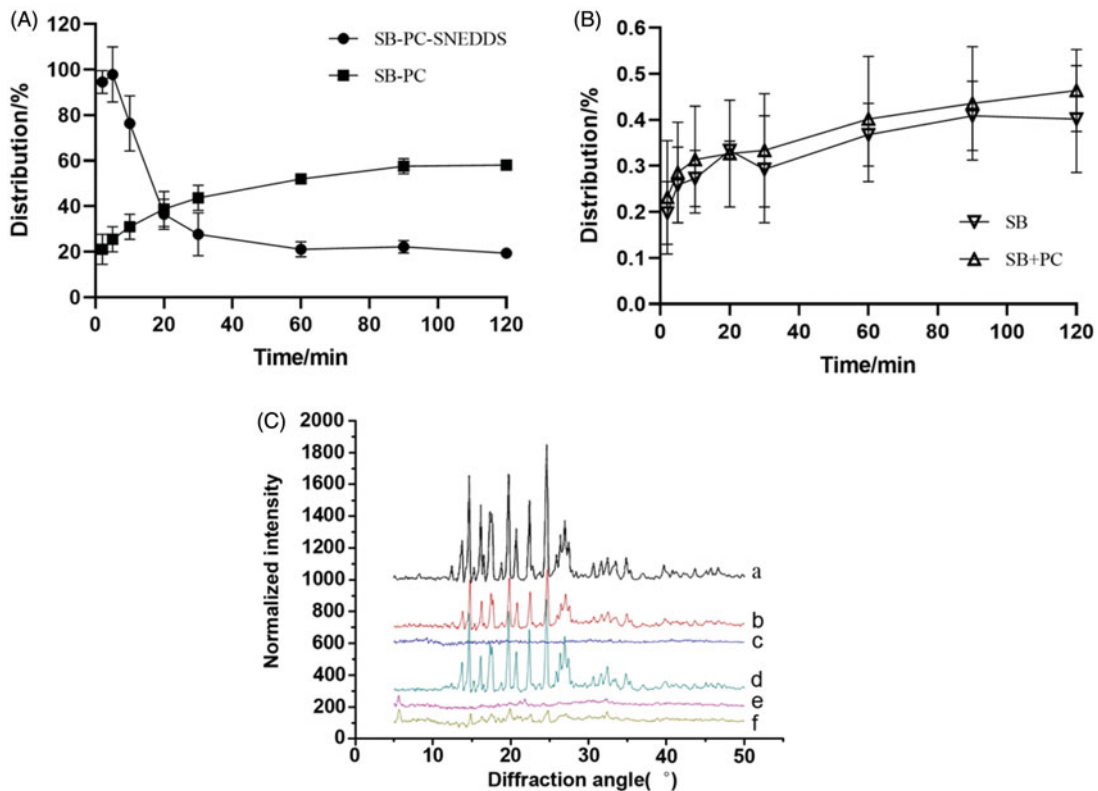 (A)
120
100
80
60
40
20
0
Distribution/%
SB-PC-SNEDDS
SB-PC
0 20 40 60 80 100 120
Time/min
(B)
0.6
0.5
0.4
0.3
0.2
0.1
0.0
Distribution/%
SB
SB+PC
0 20 40 60 80 100 120
Time/min
(C)
2000
1800
1600
1400
1200
1000
800
600
400
200
0
Normalized intensity
a
b
c
d
e
f
0 10 20 30 40 50
Diffraction angle( °)